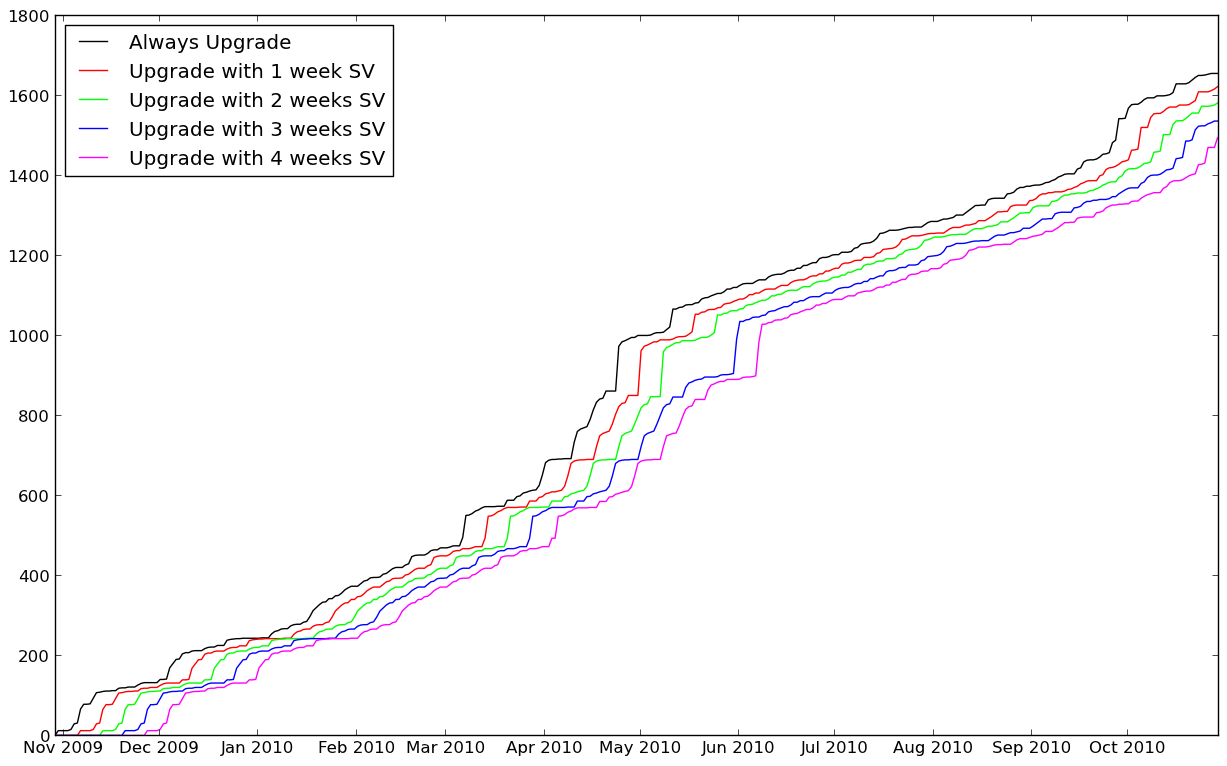 1800
1600
1400
1200
1000
800
600
400
200
0
Always Upgrade
Upgrade with 1 week SV
Upgrade with 2 weeks SV
Upgrade with 3 weeks SV
Upgrade with 4 weeks SV
Nov 2009 Dec 2009 Jan 2010 Feb 2010 Mar 2010 Apr 2010 May 2010 Jun 2010 Jul 2010 Aug 2010 Sep 2010 Oct 2010